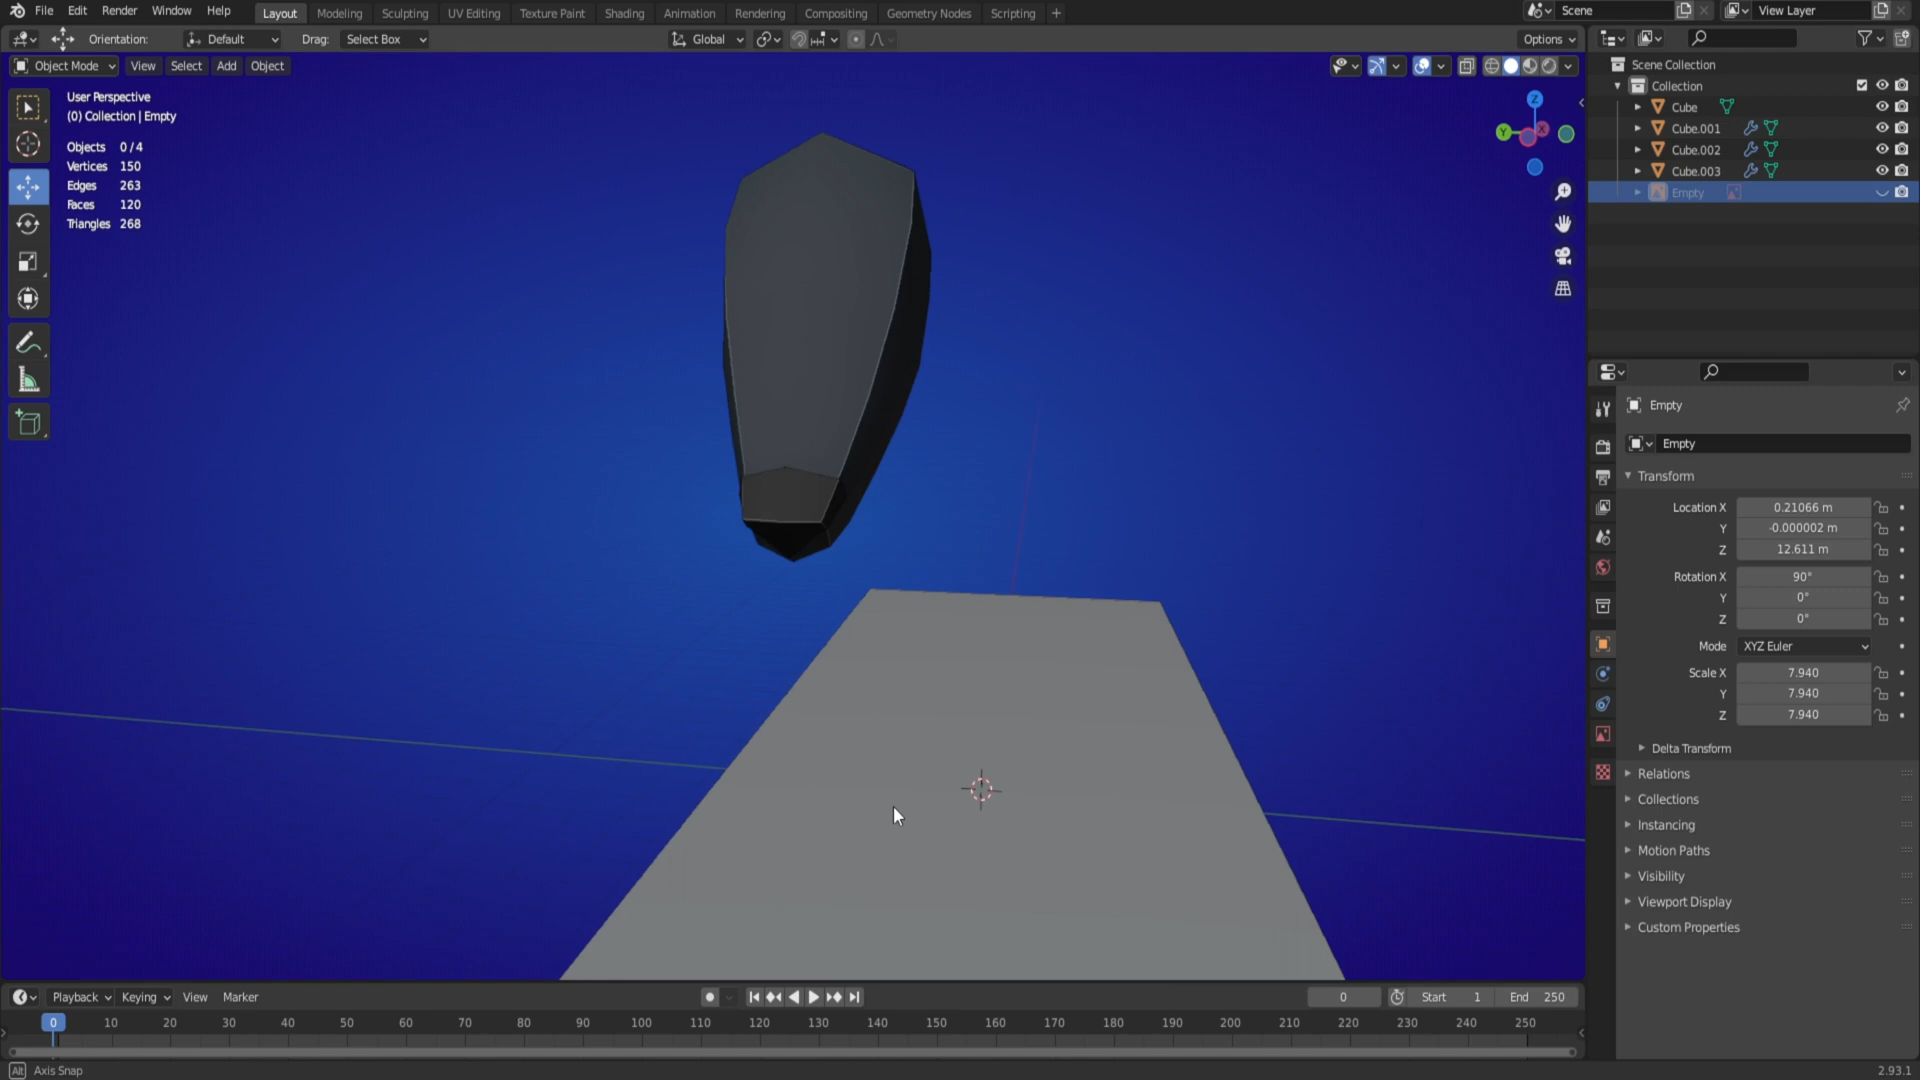 File Edit Render Window Help Layout Modeling Sculpting UV Editing Texture Paint Shading Animation Rendering Compositing Geometry Nodes Scripting + Scene View Layer
Orientation: Default Drag: Select Box Global Options
Object Mode View Select Add Object
User Perspective
(0) Collection | Empty
Objects 0/4
Vertices 150
Edges 263
Faces 120
Triangles 268
Z
Y
X
Scene Collection
Collection
Cube
Cube.001
Cube.002
Cube.003
Empty
Empty
Empty
Transform
Location X 0.21066 m
Y -0.000002 m
Z 12.611 m
Rotation X 90°
Y 0°
Z 0°
Mode XYZ Euler
Scale X 7.940
Y 7.940
Z 7.940
Delta Transform
Relations
Collections
Instancing
Motion Paths
Visibility
Viewport Display
Custom Properties
Playback Keying View Marker 0 Start 1 End 250
0 10 20 30 40 50 60 70 80 90 100 110 120 130 140 150 160 170 180 190 200 210 220 230 240 250
Alt Axis Snap 2.93.1